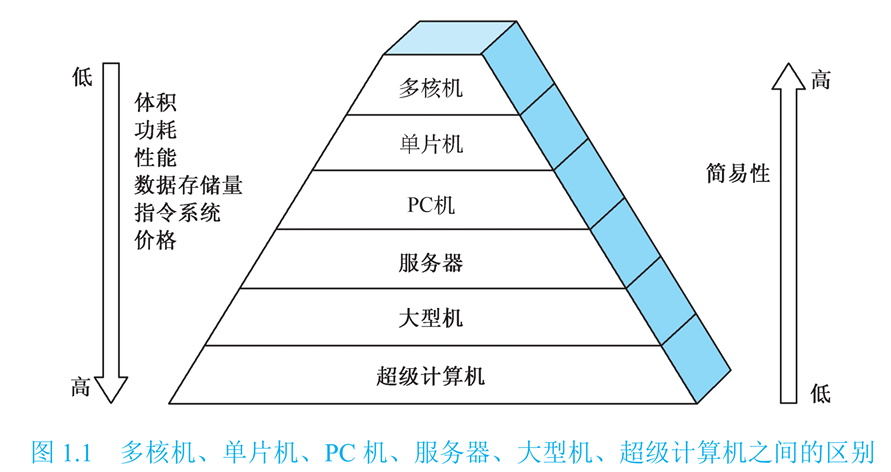 低
体积
功耗
性能
数据存储量
指令系统
价格
高
多核机
单片机
PC机
服务器
大型机
超级计算机
高
简易性
低
图 1.1 多核机、单片机、PC 机、服务器、大型机、超级计算机之间的区别